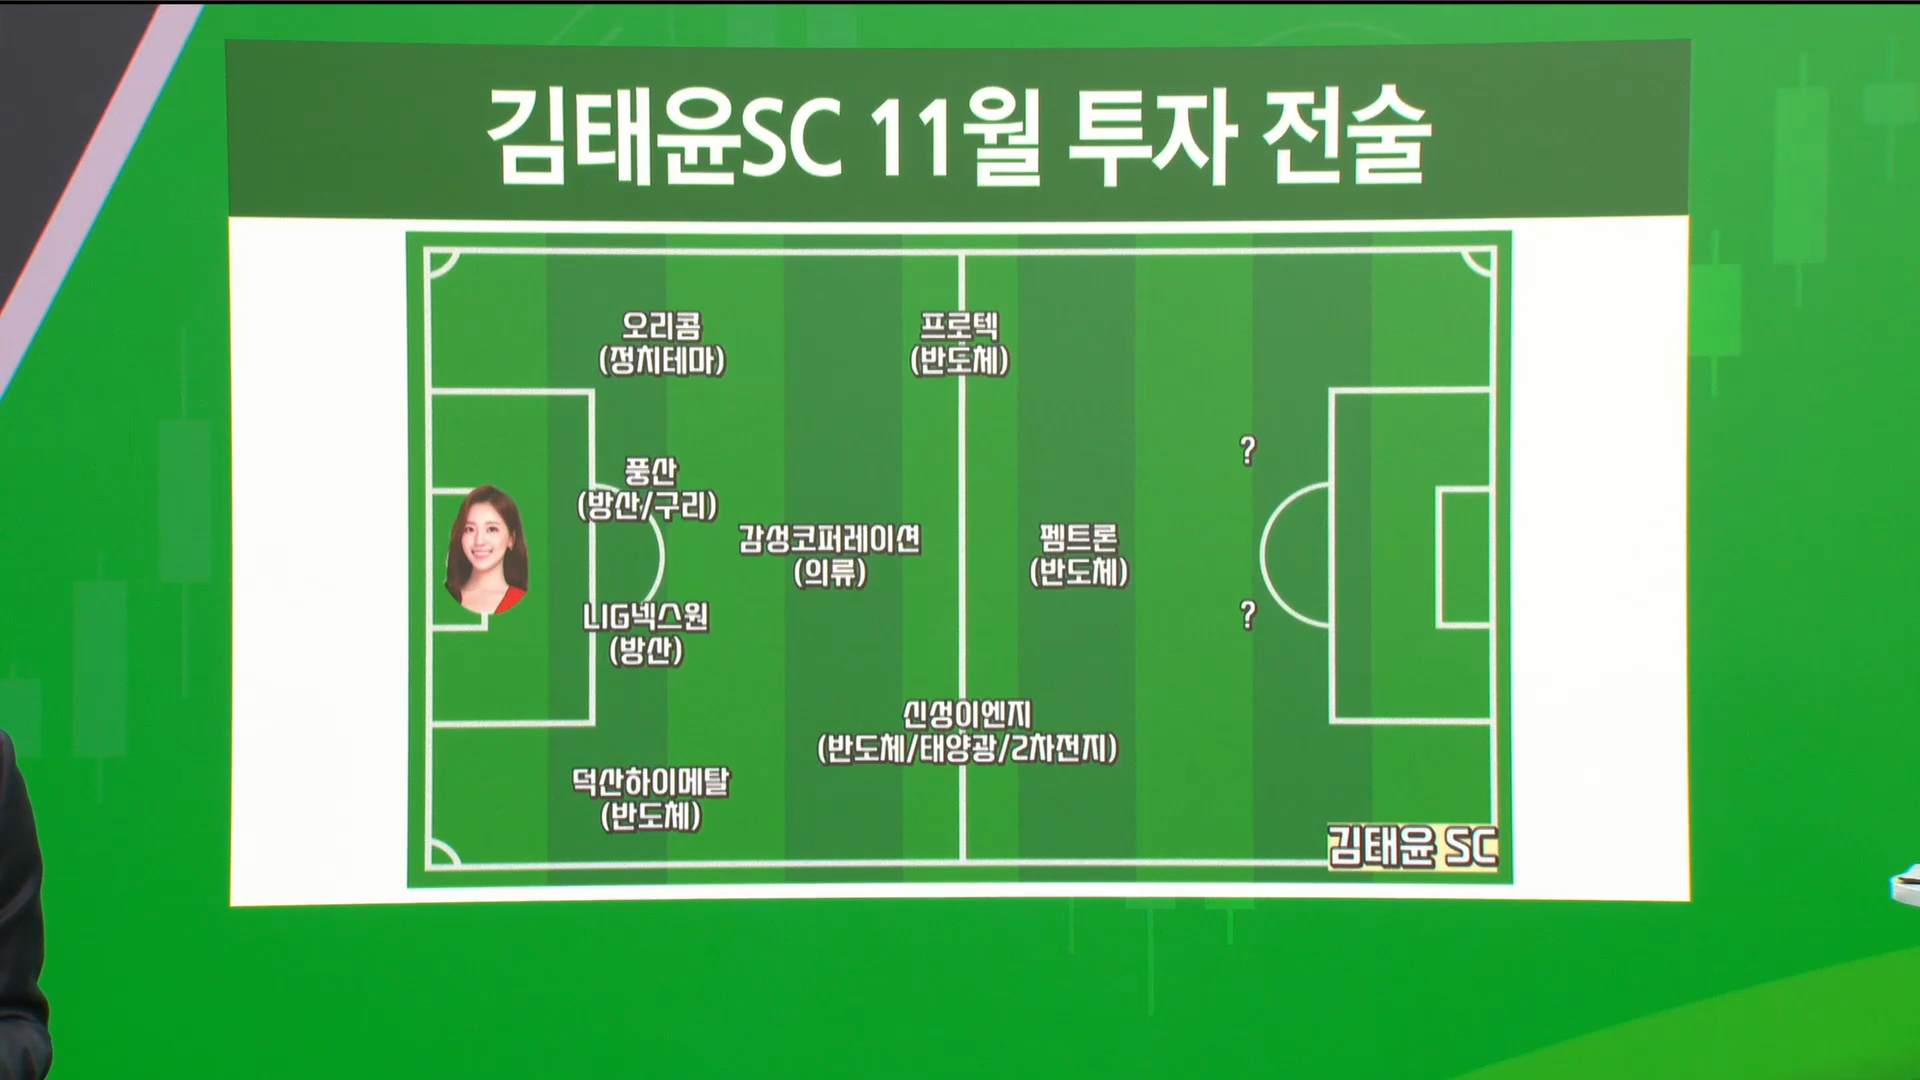 김태윤SC 11월 투자 전술
오리콤
(정치테마)
프로텍
(반도체)
?
풍산
(방산/구리)
감성코퍼레이션
(의류)
펨트론
(반도체)
LIG넥스원
(방산)
?
신성이엔지
(반도체/태양광/2차전지)
덕산하이메탈
(반도체)
김태윤 SC